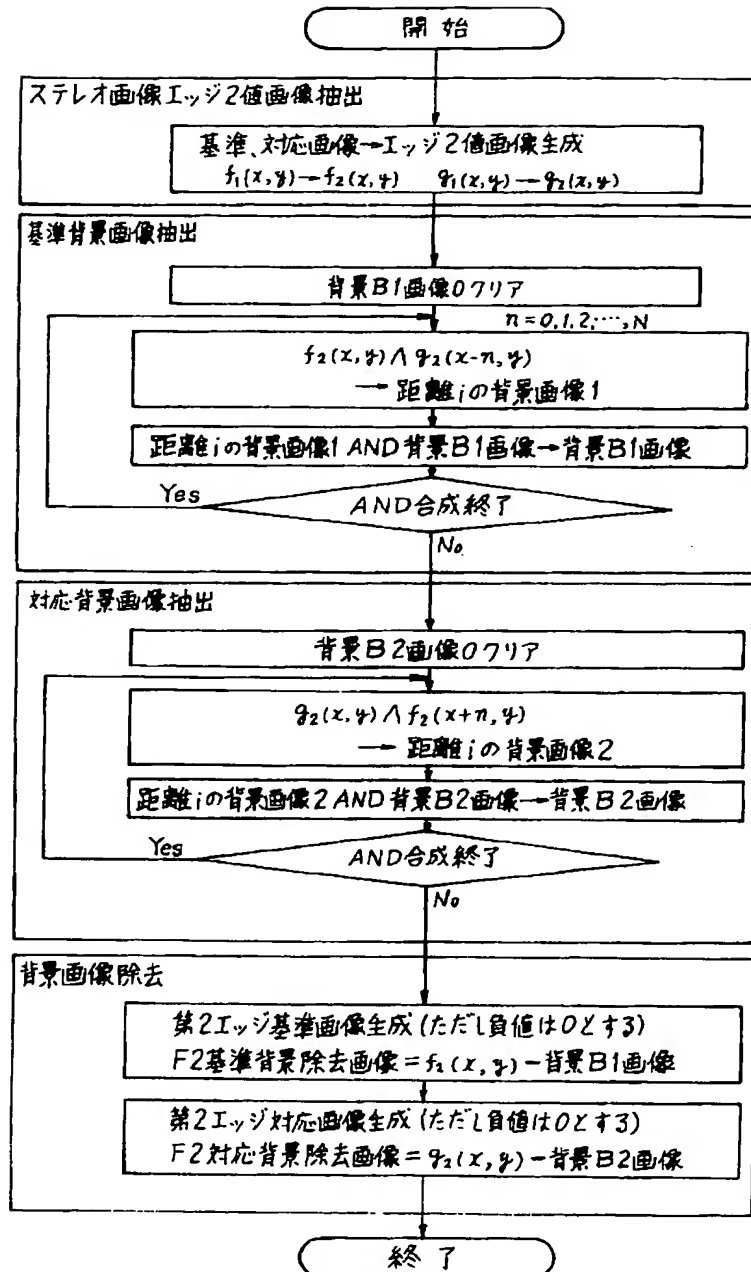 開始
ステレオ画像エッジ2値画像抽出
基準、対応画像→エッジ2値画像生成
f₁(x,y)→f₂(x,y) g₁(x,y)→g₂(x,y)
基準背景画像抽出
背景B1画像0クリア
n=0,1,2,…,N
f₂(x,y)∧g₂(x-n,y)
→距離iの背景画像1
距離iの背景画像1 AND背景B1画像→背景B1画像
Yes
AND合成終了
No
対応背景画像抽出
背景B2画像0クリア
g₂(x,y)∧f₂(x+n,y)
→距離iの背景画像2
距離iの背景画像2 AND背景B2画像→背景B2画像
Yes
AND合成終了
No
背景画像除去
第2エッジ基準画像生成(ただし負値は0とする)
F2基準背景除去画像=f₂(x,y)-背景B1画像
第2エッジ対応画像生成(ただし負値は0とする)
F2対応背景除去画像=g₂(x,y)-背景B2画像
終了